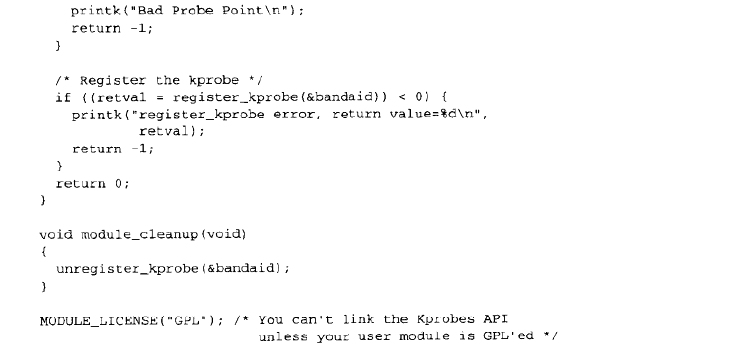 printk("Bad Probe Point\n");
return -1;
}
/* Register the kprobe */
if ((retval = register_kprobe(&bandaid)) < 0) {
printk("register_kprobe error, return value=%d\n",
retval);
return -1;
}
return 0;
}
void module_cleanup(void)
{
unregister_kprobe(&bandaid);
}
MODULE_LICENSE("GPL"); /* You can't link the Kprobes API
unless your user module is GPL'ed */